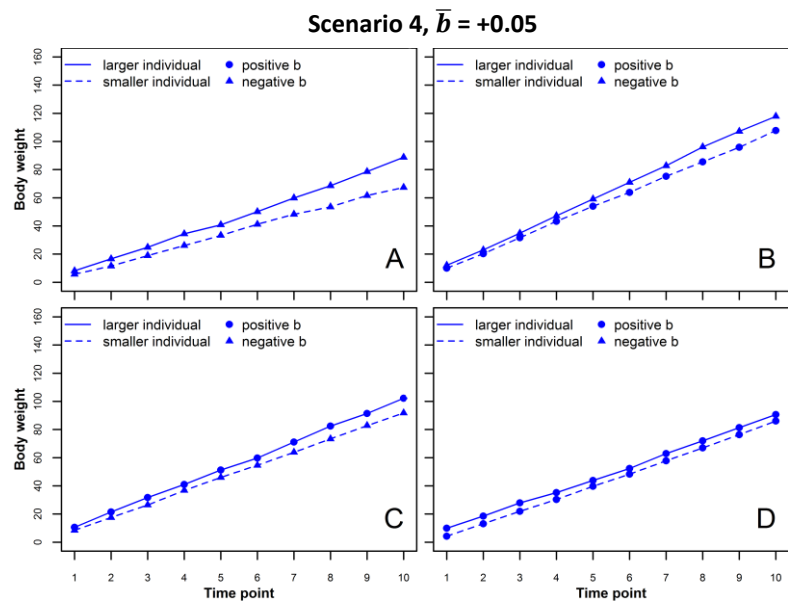 Scenario 4, b̅ = +0.05
160
140
120
100
80
60
40
20
0
Body weight
larger individual
smaller individual
positive b
negative b
A
larger individual
smaller individual
positive b
negative b
B
160
140
120
100
80
60
40
20
0
Body weight
larger individual
smaller individual
positive b
negative b
C
larger individual
smaller individual
positive b
negative b
D
1 2 3 4 5 6 7 8 9 10
Time point
1 2 3 4 5 6 7 8 9 10
Time point